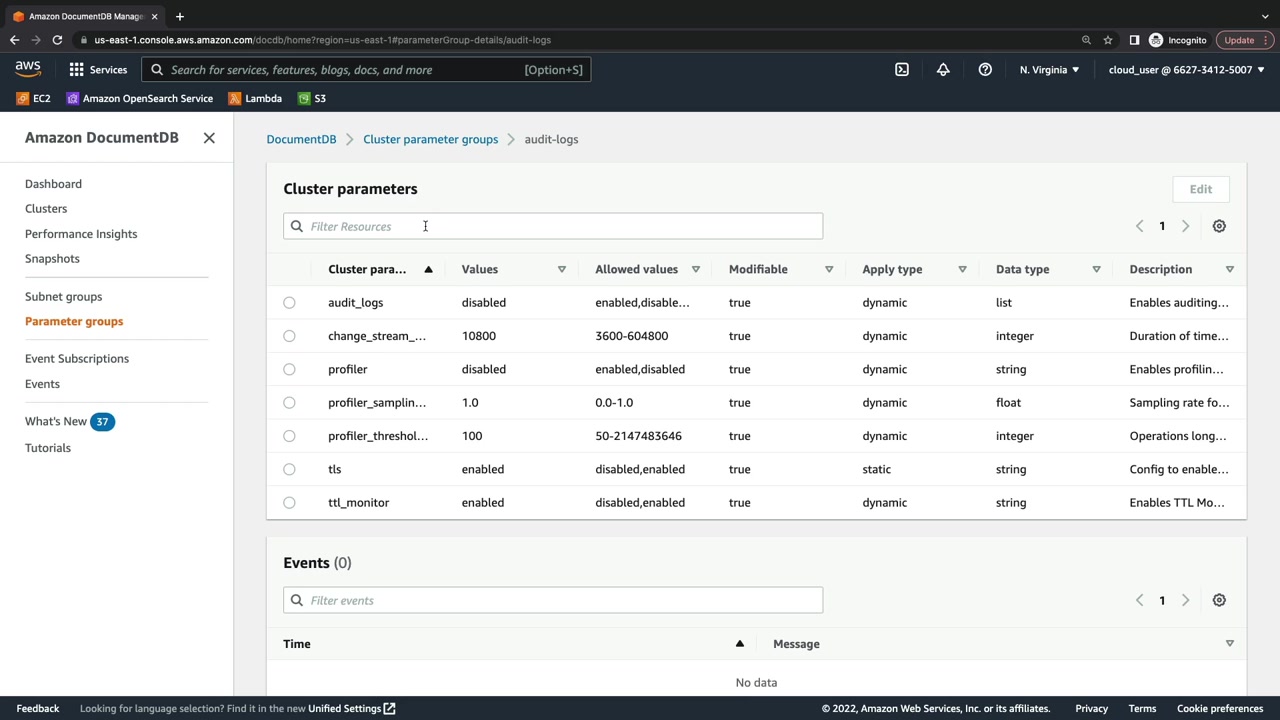 Amazon DocumentDB Manage
us-east-1.console.aws.amazon.com/docdb/home?region=us-east-1#parameterGroup-details/audit-logs
Incognito
Update
aws
Services
Search for services, features, blogs, docs, and more
[Option+S]
N. Virginia
cloud_user @ 6627-3412-5007
EC2
Amazon OpenSearch Service
Lambda
S3
Amazon DocumentDB
Dashboard
Clusters
Performance Insights
Snapshots
Subnet groups
Parameter groups
Event Subscriptions
Events
What's New 37
Tutorials
DocumentDB > Cluster parameter groups > audit-logs
Cluster parameters
Edit
Filter Resources
1
Cluster para... Values Allowed values Modifiable Apply type Data type Description
audit_logs disabled enabled,disable... true dynamic list Enables auditing...
change_stream_... 10800 3600-604800 true dynamic integer Duration of time...
profiler disabled enabled,disabled true dynamic string Enables profilin...
profiler_samplin... 1.0 0.0-1.0 true dynamic float Sampling rate fo...
profiler_threshol... 100 50-2147483646 true dynamic integer Operations long...
tls enabled disabled,enabled true static string Config to enable...
ttl_monitor enabled disabled,enabled true dynamic string Enables TTL Mo...
Events (0)
Filter events
1
Time Message
No data
Feedback
Looking for language selection? Find it in the new Unified Settings
© 2022, Amazon Web Services, Inc. or its affiliates.
Privacy
Terms
Cookie preferences